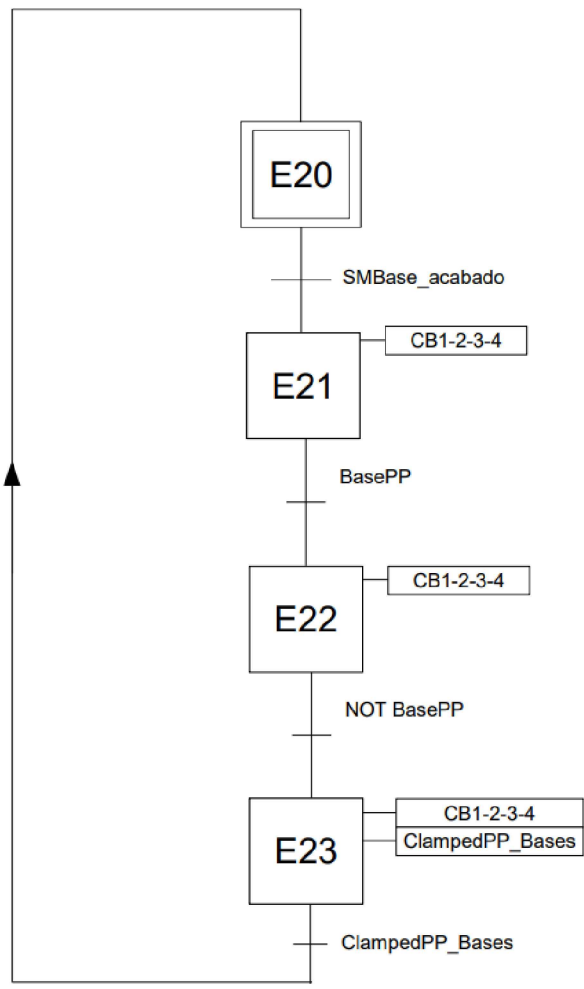 E20
SMBase_acabado
CB1-2-3-4
E21
BasePP
CB1-2-3-4
E22
NOT BasePP
CB1-2-3-4
E23
ClampedPP_Bases
ClampedPP_Bases